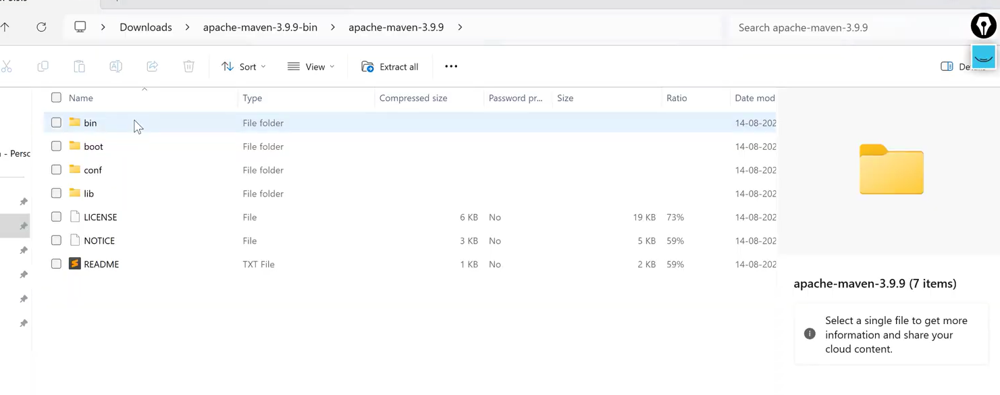 Downloads > apache-maven-3.9.9-bin > apache-maven-3.9.9 >
Search apache-maven-3.9.9
Sort View Extract all
Name Type Compressed size Password pr... Size Ratio Date mod
bin File folder 14-08-202
boot File folder 14-08-202
conf File folder 14-08-202
lib File folder 14-08-202
LICENSE File 6 KB No 19 KB 73% 14-08-202
NOTICE File 3 KB No 5 KB 59% 14-08-202
README TXT File 1 KB No 2 KB 59% 14-08-202
- Persc
apache-maven-3.9.9 (7 items)
Select a single file to get more
information and share your
cloud content.